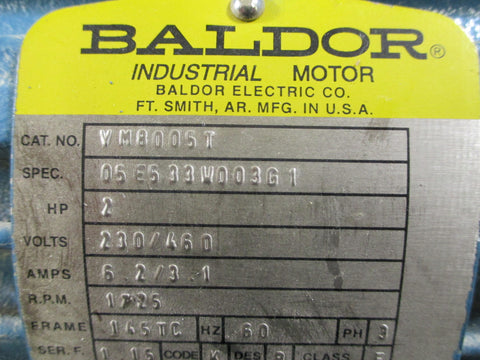 BALDOR®
INDUSTRIAL MOTOR
BALDOR ELECTRIC CO.
FT. SMITH, AR. MFG. IN U.S.A.
CAT. NO. VM8005T
SPEC. 05E533W003G1
HP 2
VOLTS 230/460
AMPS 6.2/3.1
R.P.M. 1725
FRAME 145TC HZ 60 PH 3
SER. F. 1.15 CODE K DES CLASS